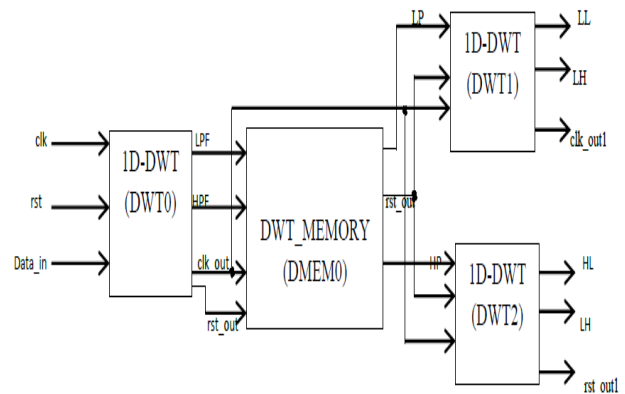 clk
rst
Data_in
1D-DWT
(DWT0)
LPF
HPF
clk_out
rst_out
DWT_MEMORY
(DMEM0)
LP
rst_out
HP
1D-DWT
(DWT1)
LL
LH
clk_out1
1D-DWT
(DWT2)
HL
LH
rst_out1